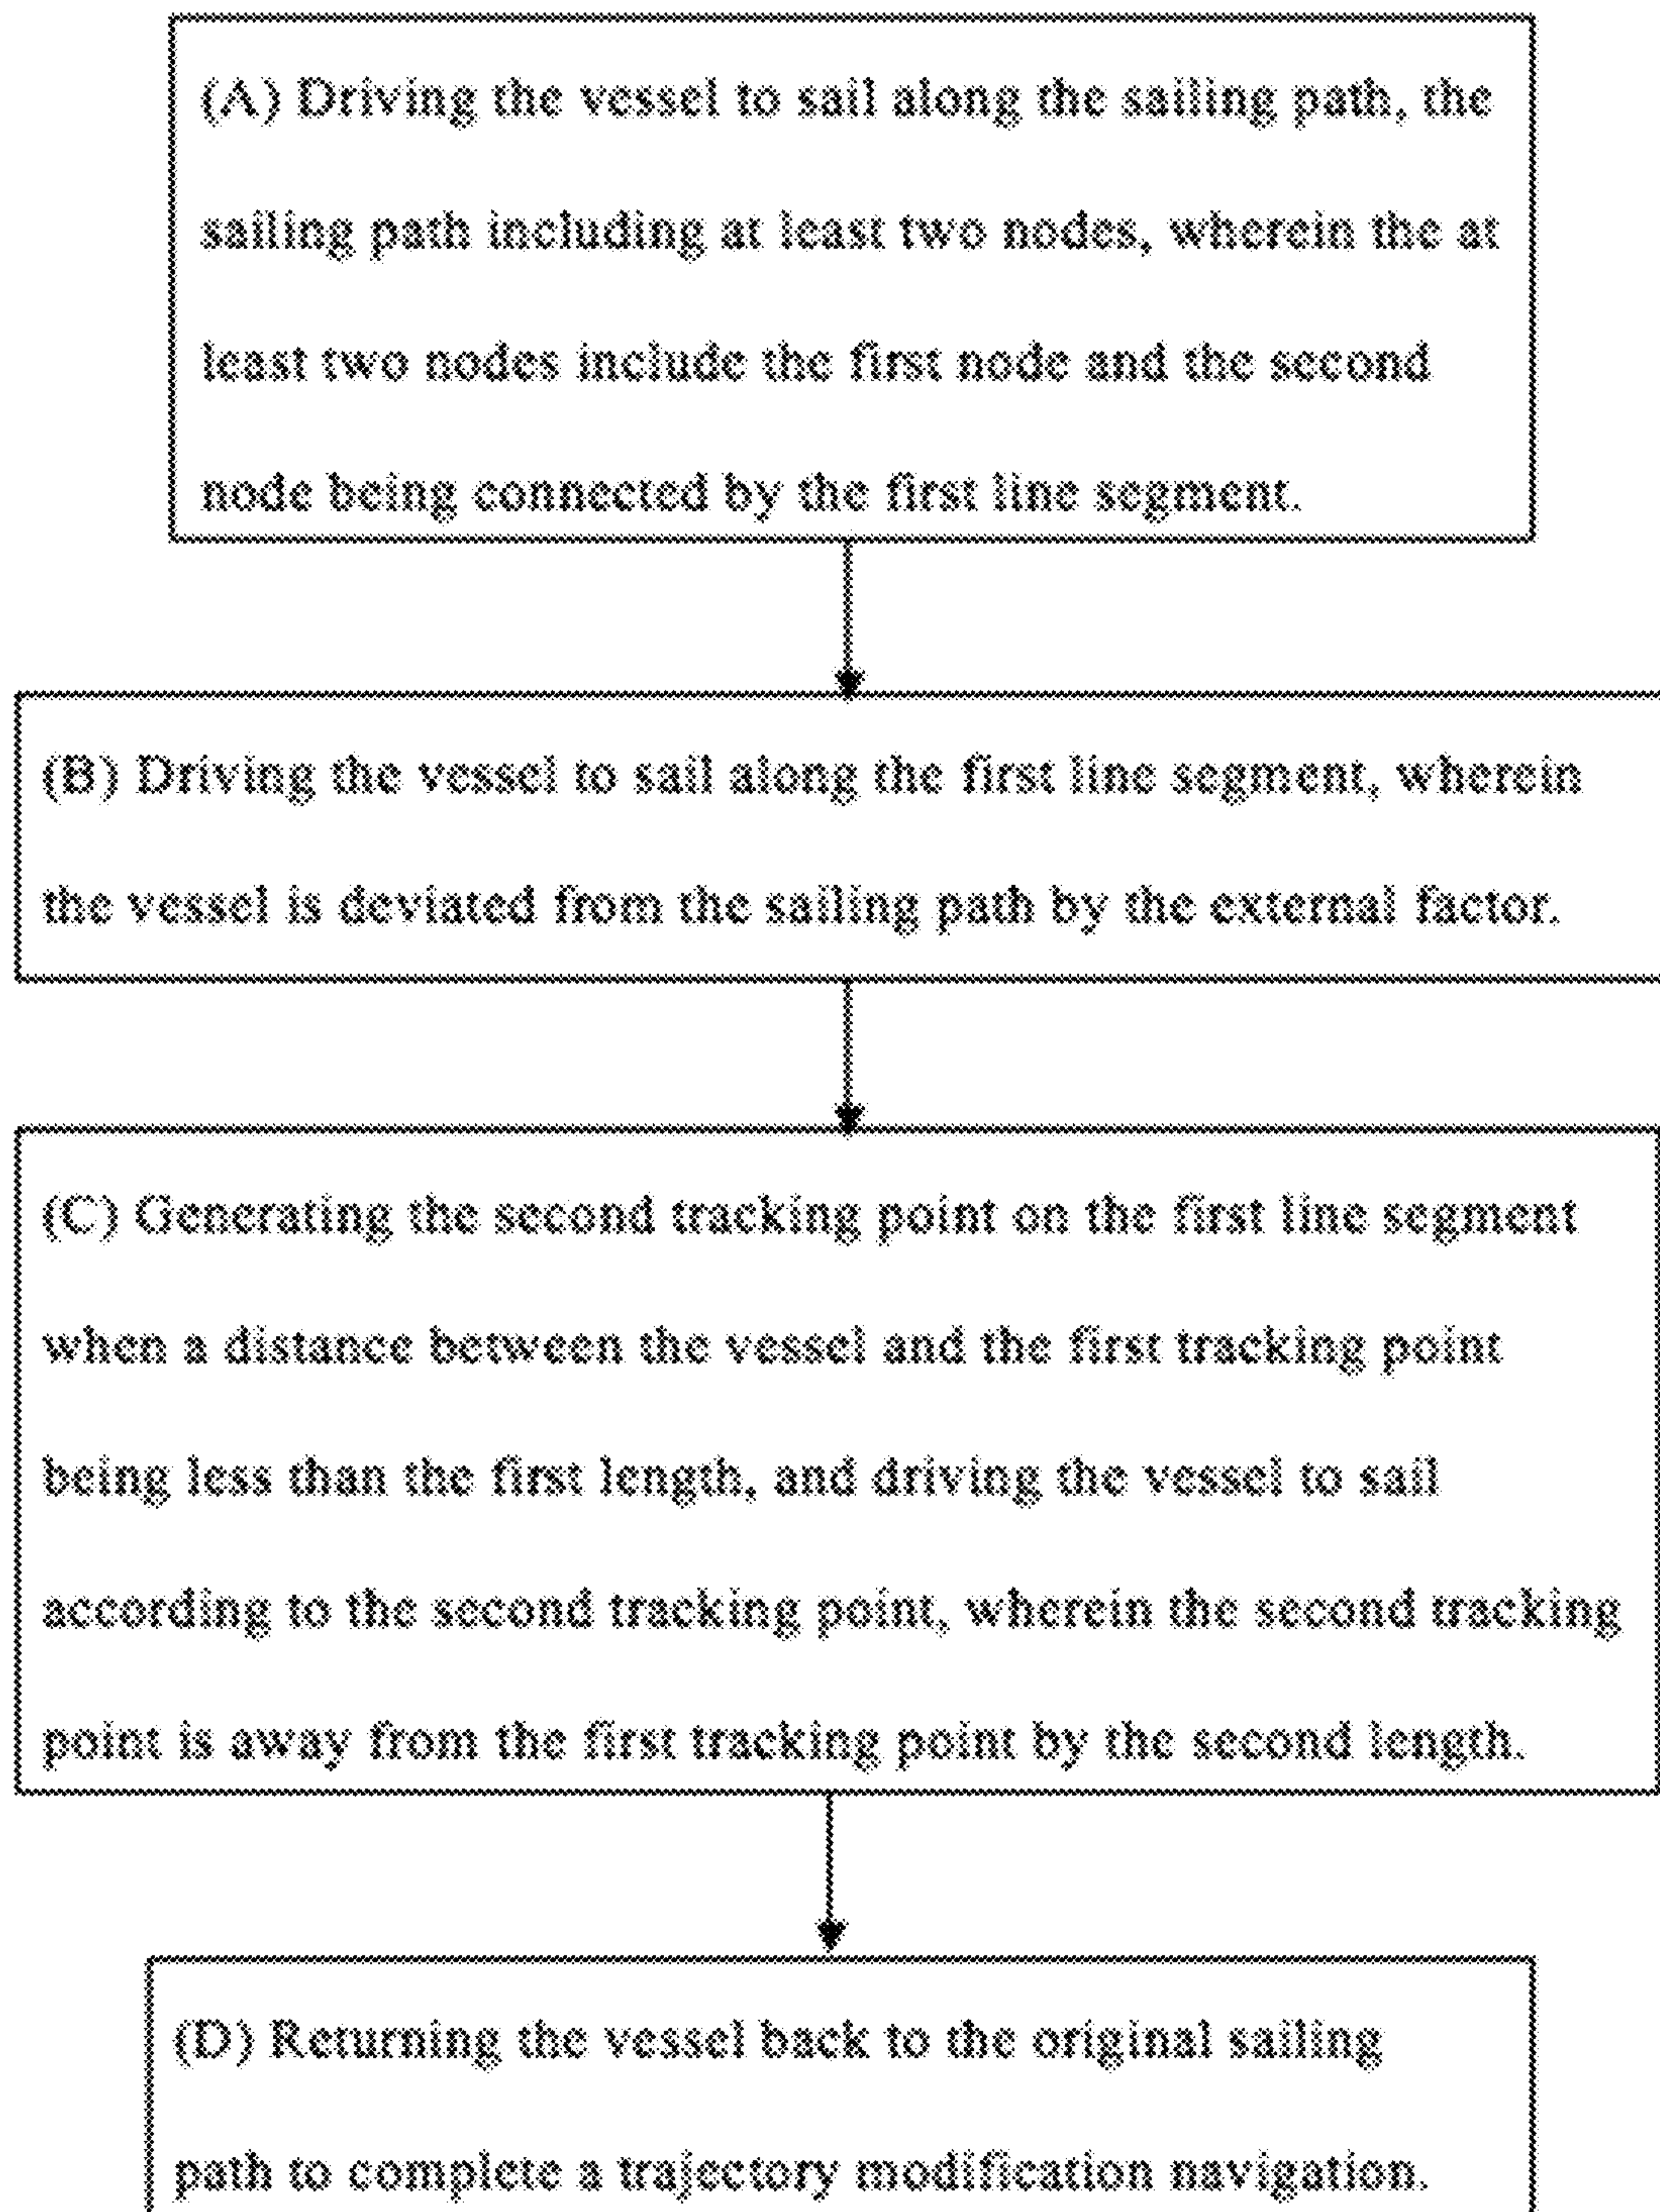 (A) Driving the vessel to sail along the sailing path, the
sailing path including at least two nodes, wherein the at
least two nodes include the first node and the second
node being connected by the first line segment.
(B) Driving the vessel to sail along the first line segment, wherein
the vessel is deviated from the sailing path by the external factor.
(C) Generating the second tracking point on the first line segment
when a distance between the vessel and the first tracking point
being less than the first length, and driving the vessel to sail
according to the second tracking point, wherein the second tracking
point is away from the first tracking point by the second length.
(D) Returning the vessel back to the original sailing
path to complete a trajectory modification navigation.